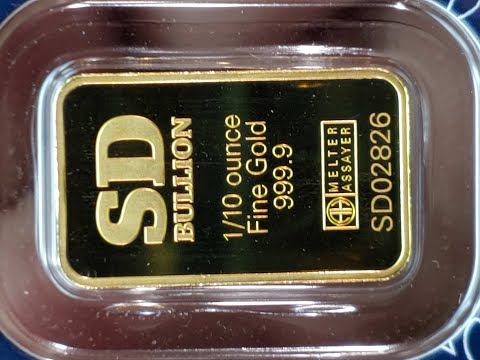 SD
BULLION
1/10 ounce
Fine Gold
999.9
MELTER
ASSAYER
SD02826